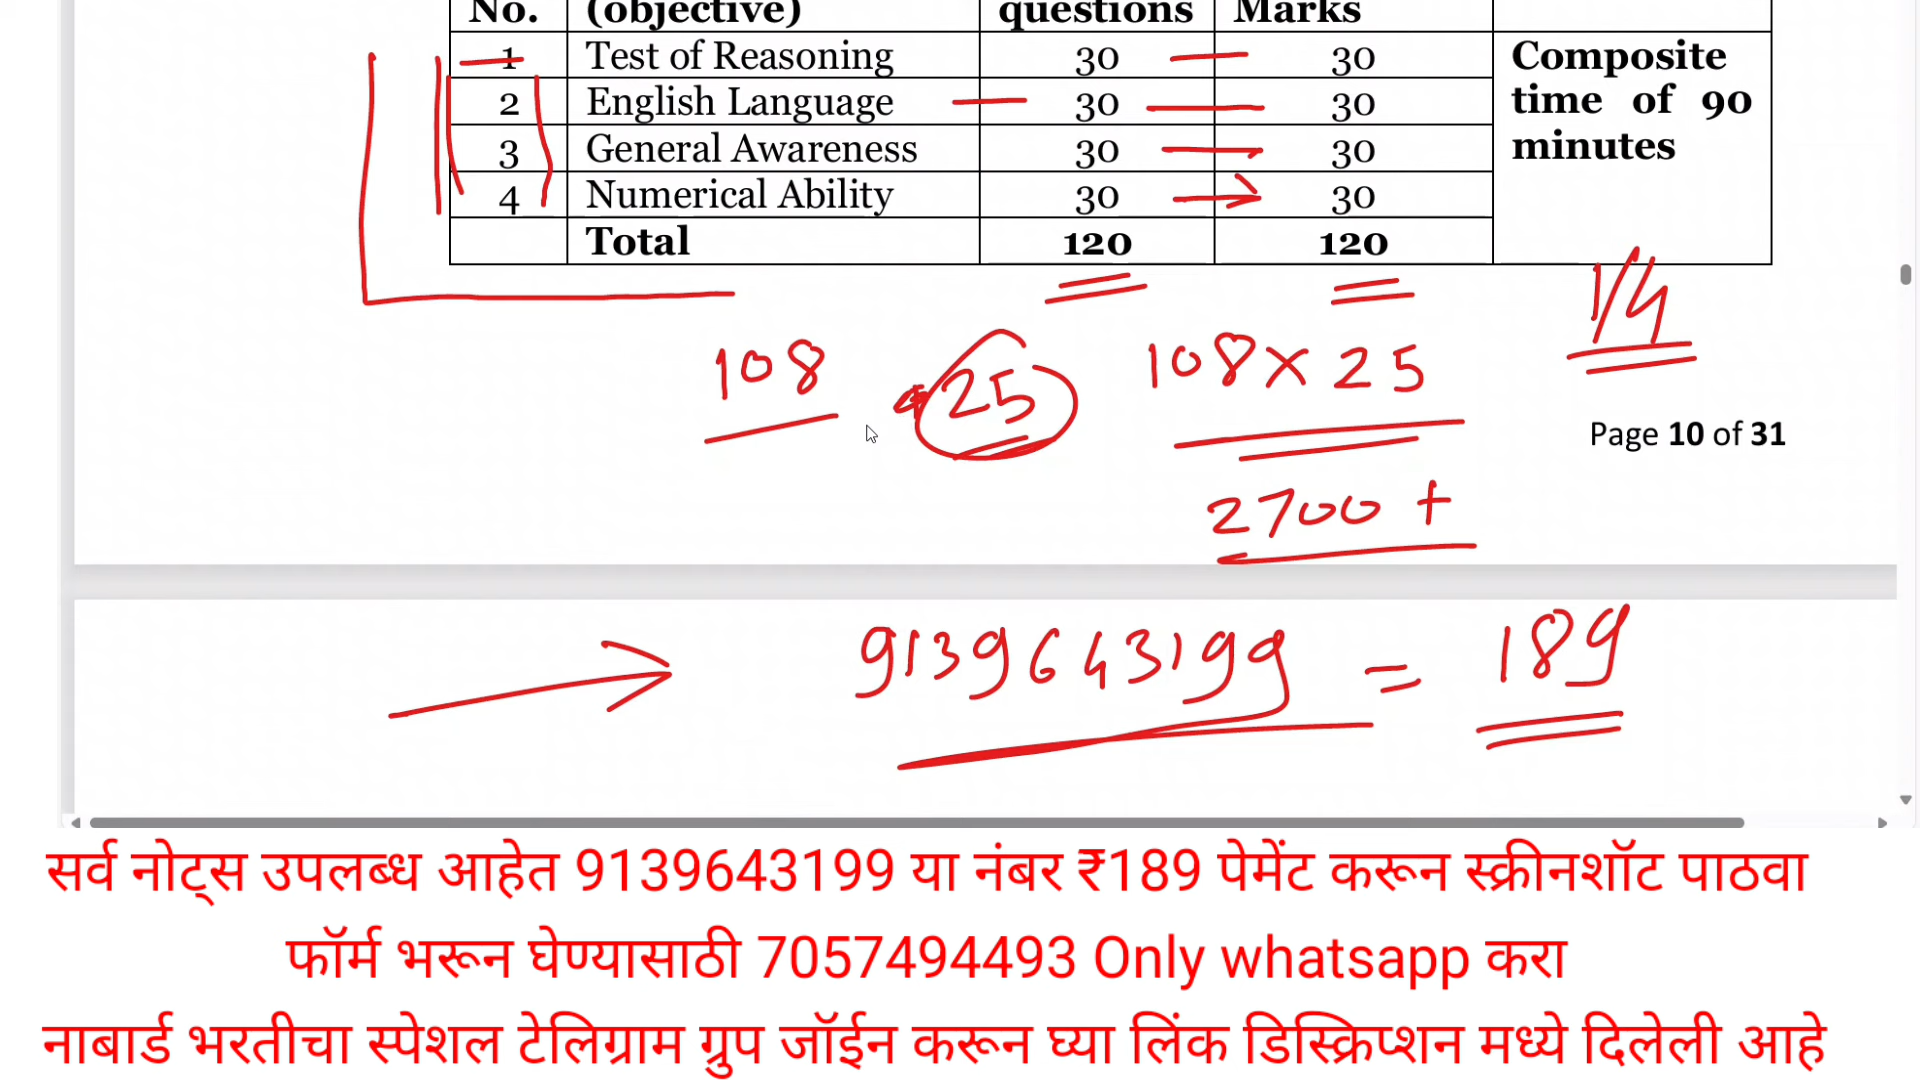 No. (objective) questions Marks
1 Test of Reasoning 30 30 Composite
2 English Language 30 30 time of 90
3 General Awareness 30 30 minutes
4 Numerical Ability 30 30
Total 120 120
1/4
108 25 108 x 25
Page 10 of 31
2700 +
9139643199 = 189
सर्व नोट्स उपलब्ध आहेत 9139643199 या नंबर ₹189 पेमेंट करून स्क्रीनशॉट पाठवा
फॉर्म भरून घेण्यासाठी 7057494493 Only whatsapp करा
नाबार्ड भरतीचा स्पेशल टेलिग्राम ग्रुप जॉईन करून घ्या लिंक डिस्क्रिप्शन मध्ये दिलेली आहे